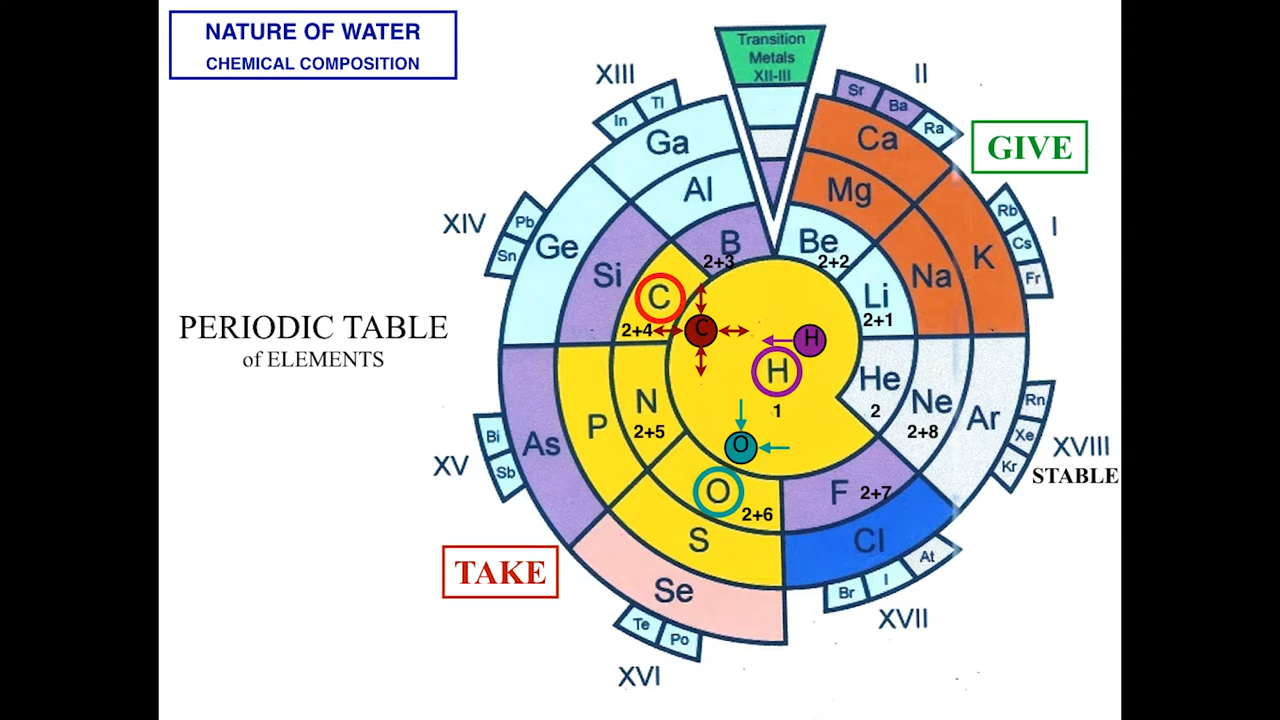 NATURE OF WATER
CHEMICAL COMPOSITION
PERIODIC TABLE
of ELEMENTS
Transition
Metals
XII-III
GIVE
TAKE
STABLE
II
Sr
Ba
Ra
Ca
Mg
Be
2+2
I
Rb
Cs
Fr
K
Na
Li
2+1
XVIII
Rn
Xe
Kr
Ar
Ne
2+8
He
2
XVII
At
I
Br
Cl
F
2+7
XVI
Te
Po
Se
S
O
2+6
XV
Bi
Sb
As
P
N
2+5
XIV
Pb
Sn
Ge
Si
C
2+4
XIII
In
Tl
Ga
Al
B
2+3
C
H
H
1
O